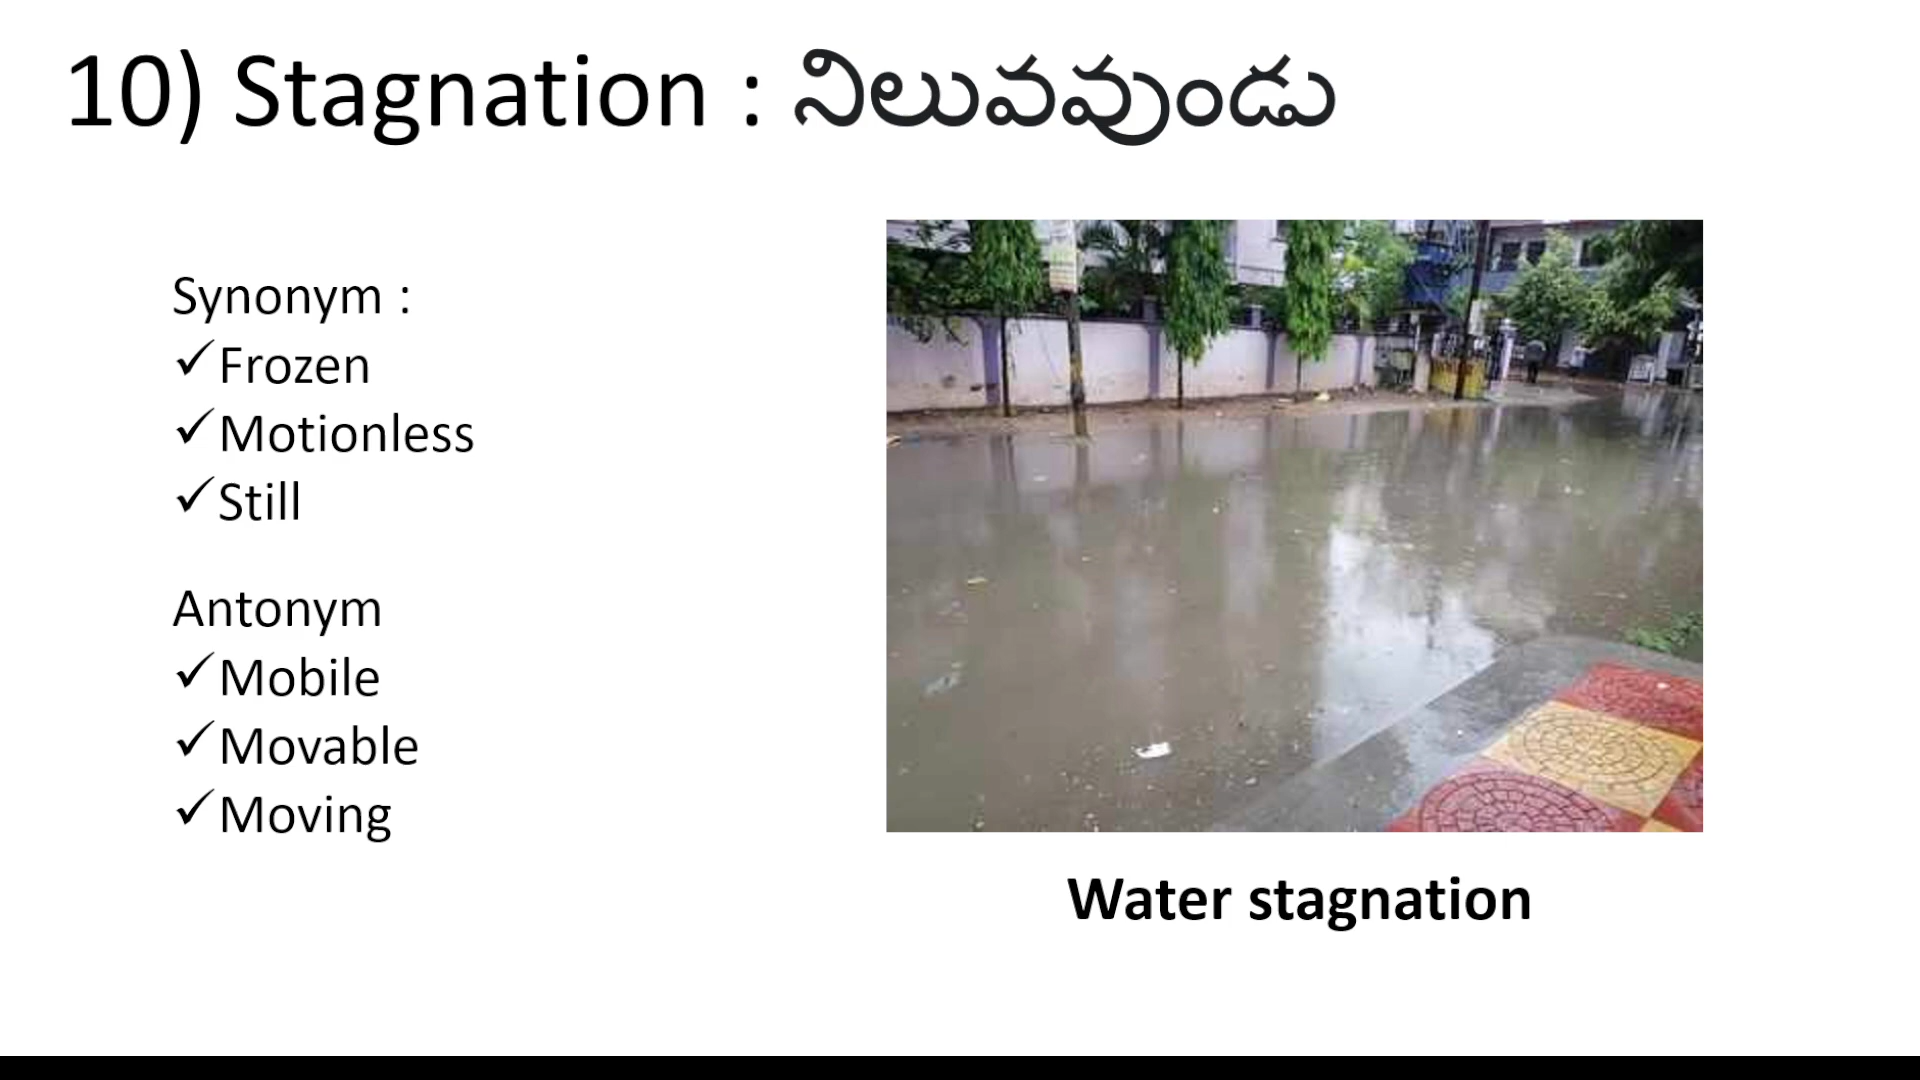 10) Stagnation : నిలువవుండు
Synonym :
✓Frozen
✓Motionless
✓Still
Antonym
✓Mobile
✓Movable
✓Moving
Water stagnation